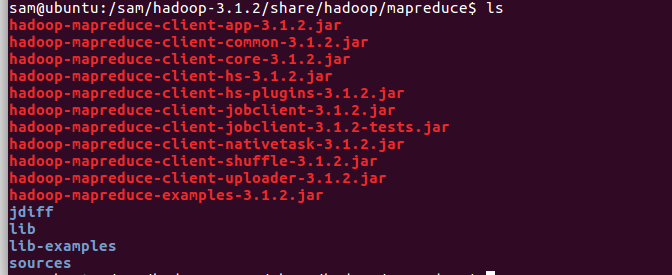 sam@ubuntu:/sam/hadoop-3.1.2/share/hadoop/mapreduce$ ls
hadoop-mapreduce-client-app-3.1.2.jar
hadoop-mapreduce-client-common-3.1.2.jar
hadoop-mapreduce-client-core-3.1.2.jar
hadoop-mapreduce-client-hs-3.1.2.jar
hadoop-mapreduce-client-hs-plugins-3.1.2.jar
hadoop-mapreduce-client-jobclient-3.1.2.jar
hadoop-mapreduce-client-jobclient-3.1.2-tests.jar
hadoop-mapreduce-client-nativetask-3.1.2.jar
hadoop-mapreduce-client-shuffle-3.1.2.jar
hadoop-mapreduce-client-uploader-3.1.2.jar
hadoop-mapreduce-examples-3.1.2.jar
jdiff
lib
lib-examples
sources